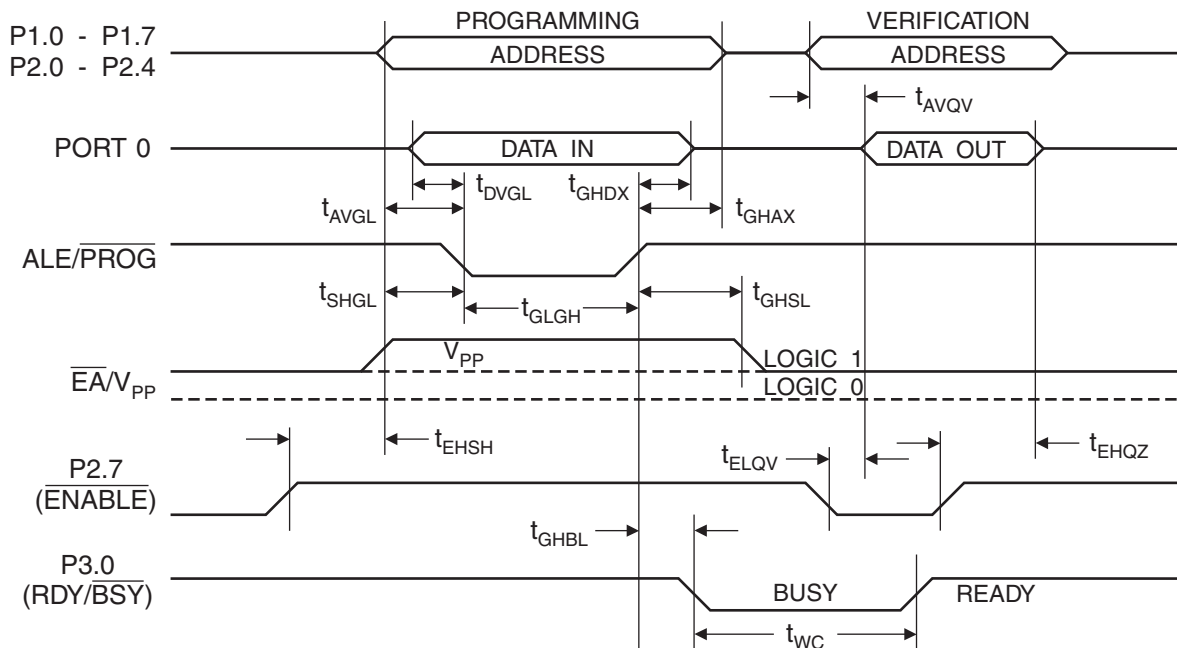 PROGRAMMING VERIFICATION
P1.0 - P1.7
P2.0 - P2.4
ADDRESS ADDRESS
tAVQV
PORT 0 DATA IN DATA OUT
tDVGL tGHDX
tAVGL tGHAX
ALE/PROG
tSHGL tGLGH tGHSL
VPP LOGIC 1
EA/VPP LOGIC 0
tEHSH tELQV tEHQZ
P2.7
(ENABLE)
tGHBL
P3.0
(RDY/BSY) BUSY READY
tWC